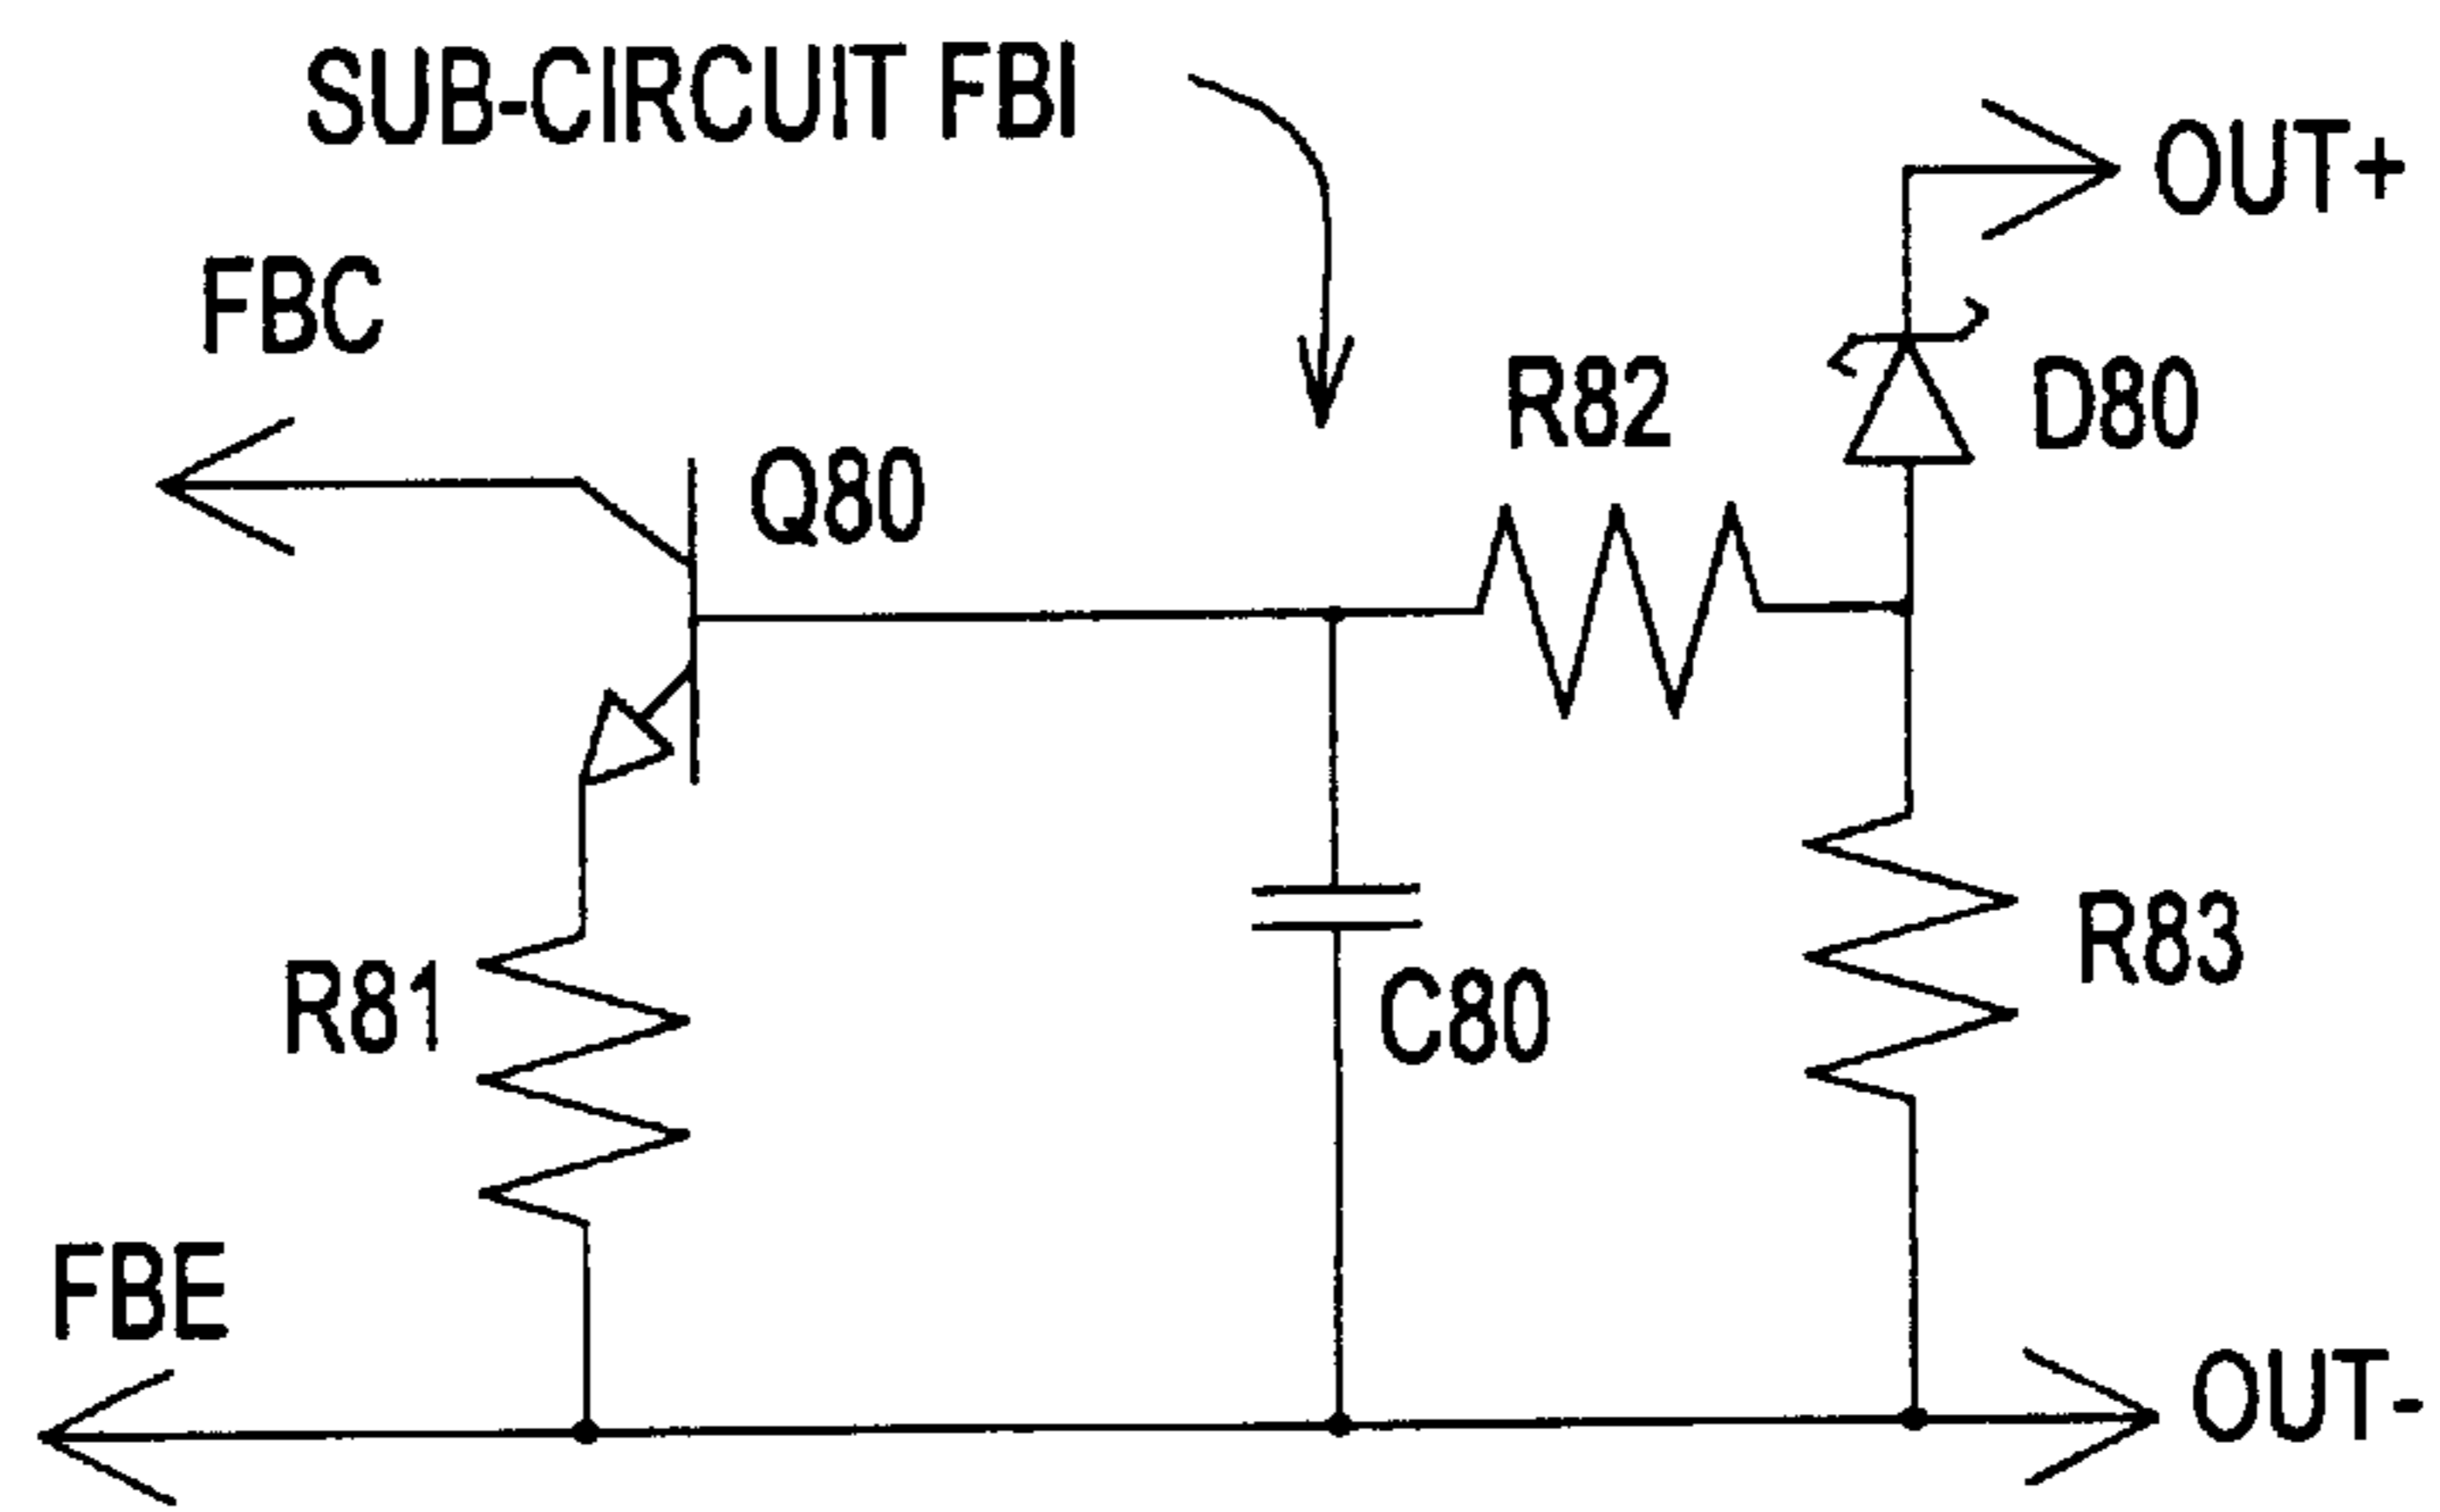 SUB-CIRCUIT FBI
OUT+
FBC
R82
D80
Q80
R83
R81
C80
FBE
OUT-